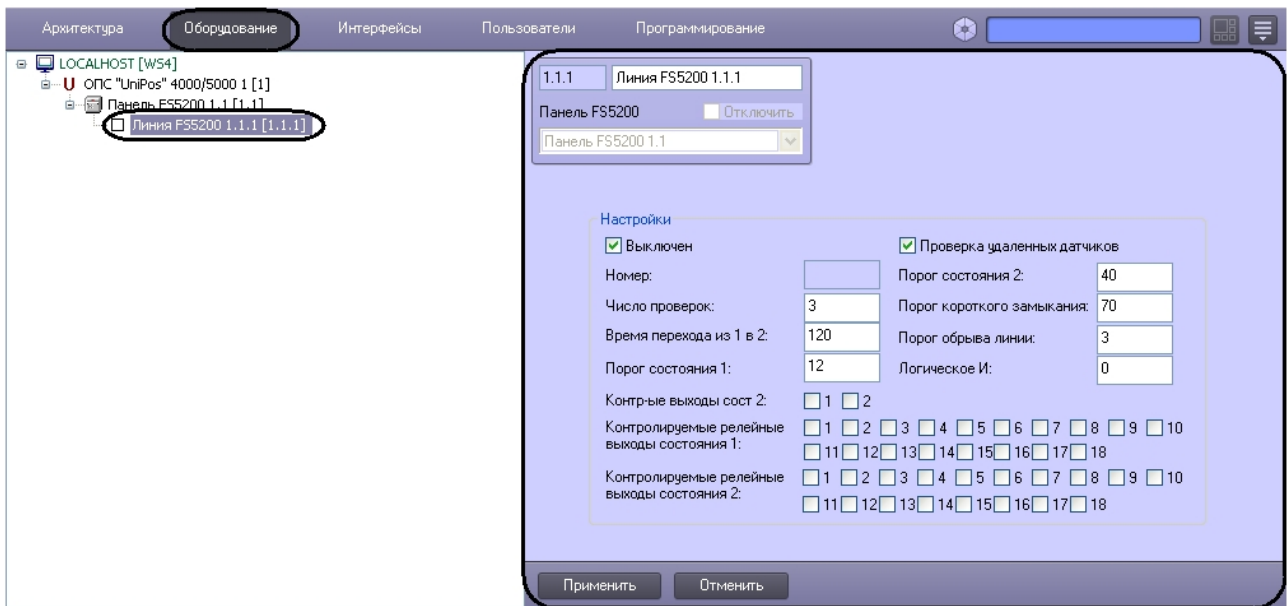 Архитектура Оборудование Интерфейсы Пользователи Программирование
LOCALHOST [WS4]
ОПС "UniPos" 4000/5000 1 [1]
Панель FS5200 1.1 [1.1]
Линия FS5200 1.1.1 [1.1.1]
1.1.1 Линия FS5200 1.1.1
Панель FS5200 Отключить
Панель FS5200 1.1
Настройки
Выключен Проверка удаленных датчиков
Номер: Порог состояния 2: 40
Число проверок: 3 Порог короткого замыкания: 70
Время перехода из 1 в 2: 120 Порог обрыва линии: 3
Порог состояния 1: 12 Логическое И: 0
Контр-ые выходы сост 2: 1 2
Контролируемые релейные выходы состояния 1: 1 2 3 4 5 6 7 8 9 10
11 12 13 14 15 16 17 18
Контролируемые релейные выходы состояния 2: 1 2 3 4 5 6 7 8 9 10
11 12 13 14 15 16 17 18
Применить Отменить